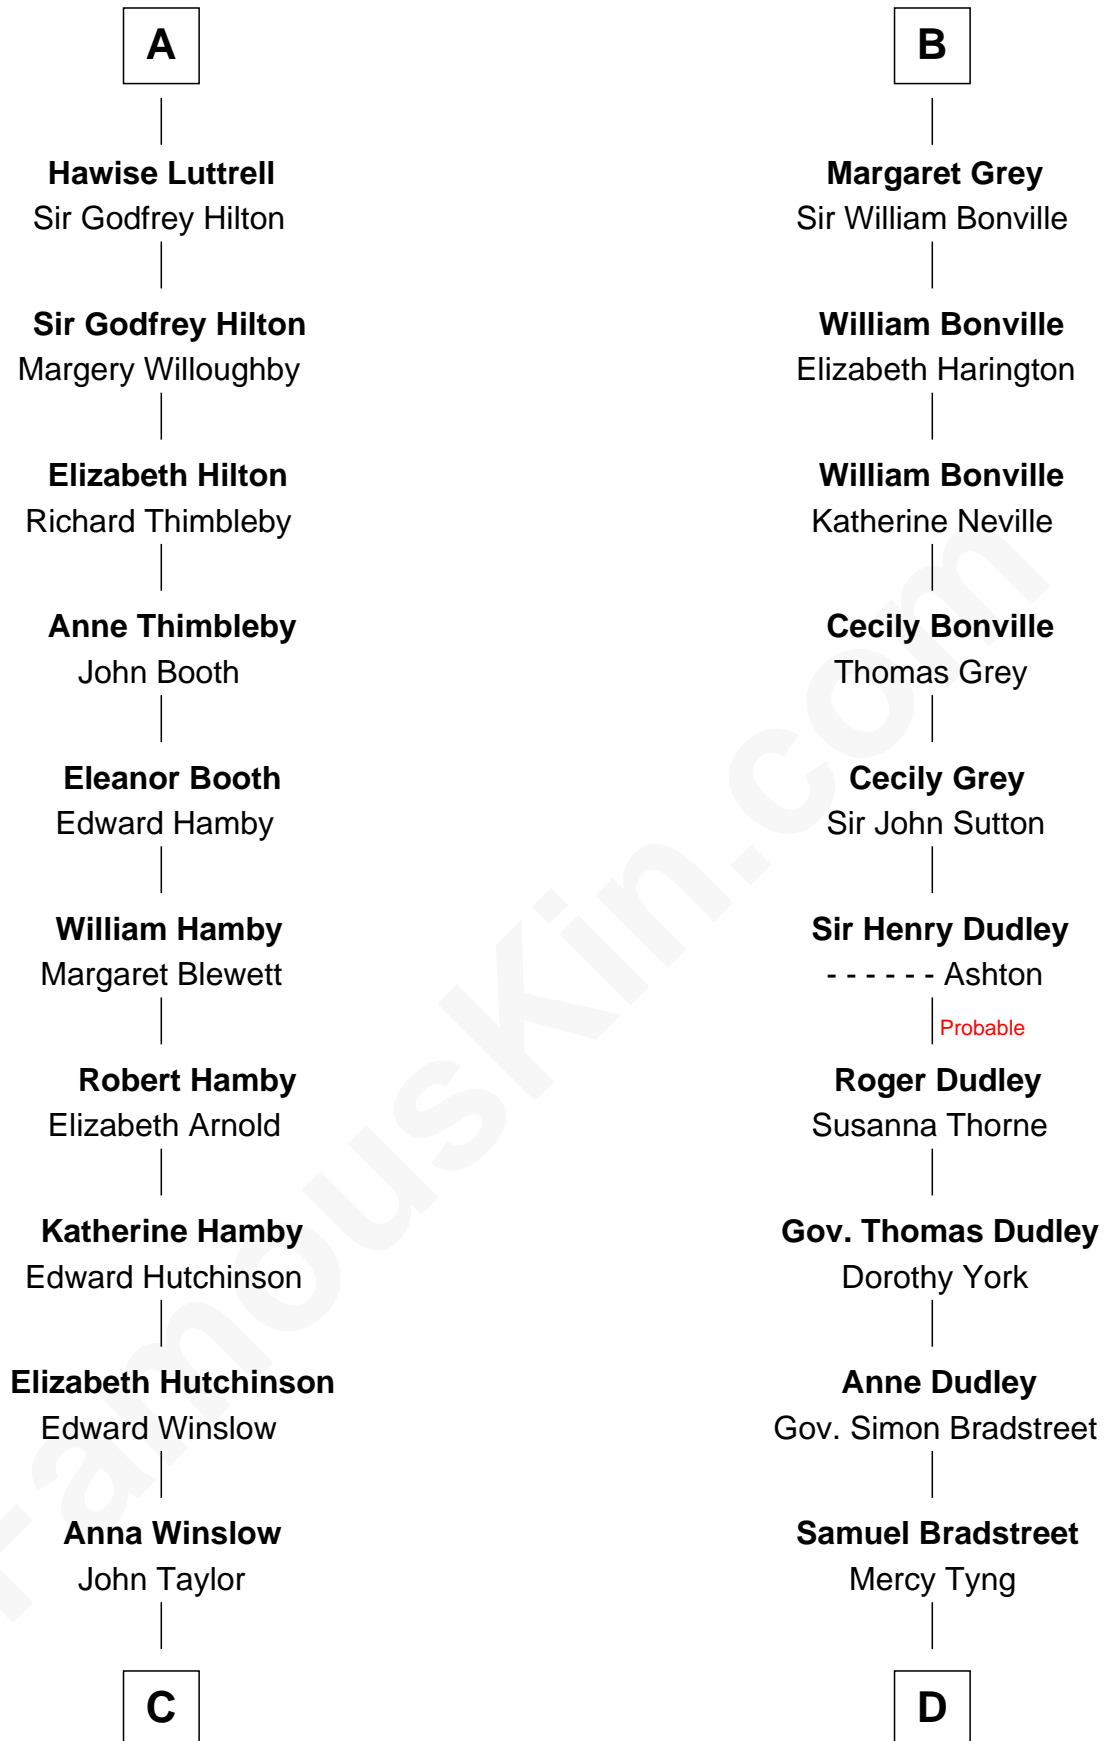 A
Hawise Luttrell
Sir Godfrey Hilton
Sir Godfrey Hilton
Margery Willoughby
Elizabeth Hilton
Richard Thimbleby
Anne Thimbleby
John Booth
Eleanor Booth
Edward Hamby
William Hamby
Margaret Blewett
Robert Hamby
Elizabeth Arnold
Katherine Hamby
Edward Hutchinson
Elizabeth Hutchinson
Edward Winslow
Anna Winslow
John Taylor
C
B
Margaret Grey
Sir William Bonville
William Bonville
Elizabeth Harington
William Bonville
Katherine Neville
Cecily Bonville
Thomas Grey
Cecily Grey
Sir John Sutton
Sir Henry Dudley
- - - - - - Ashton
Probable
Roger Dudley
Susanna Thorne
Gov. Thomas Dudley
Dorothy York
Anne Dudley
Gov. Simon Bradstreet
Samuel Bradstreet
Mercy Tyng
D
FamousKin.com